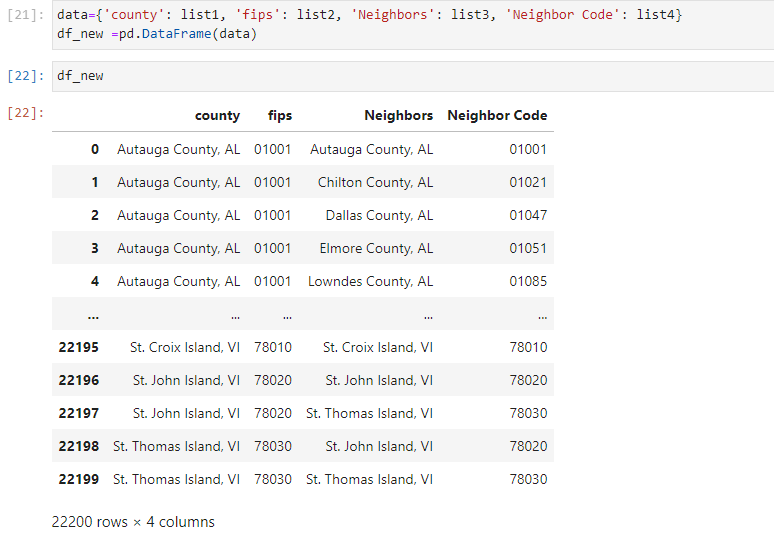 [21]: data={'county': list1, 'fips': list2, 'Neighbors': list3, 'Neighbor Code': list4}
df_new =pd.DataFrame(data)
[22]: df_new
[22]:
county fips Neighbors Neighbor Code
0 Autauga County, AL 01001 Autauga County, AL 01001
1 Autauga County, AL 01001 Chilton County, AL 01021
2 Autauga County, AL 01001 Dallas County, AL 01047
3 Autauga County, AL 01001 Elmore County, AL 01051
4 Autauga County, AL 01001 Lowndes County, AL 01085
... ... ... ... ...
22195 St. Croix Island, VI 78010 St. Croix Island, VI 78010
22196 St. John Island, VI 78020 St. John Island, VI 78020
22197 St. John Island, VI 78020 St. Thomas Island, VI 78030
22198 St. Thomas Island, VI 78030 St. John Island, VI 78020
22199 St. Thomas Island, VI 78030 St. Thomas Island, VI 78030
22200 rows × 4 columns